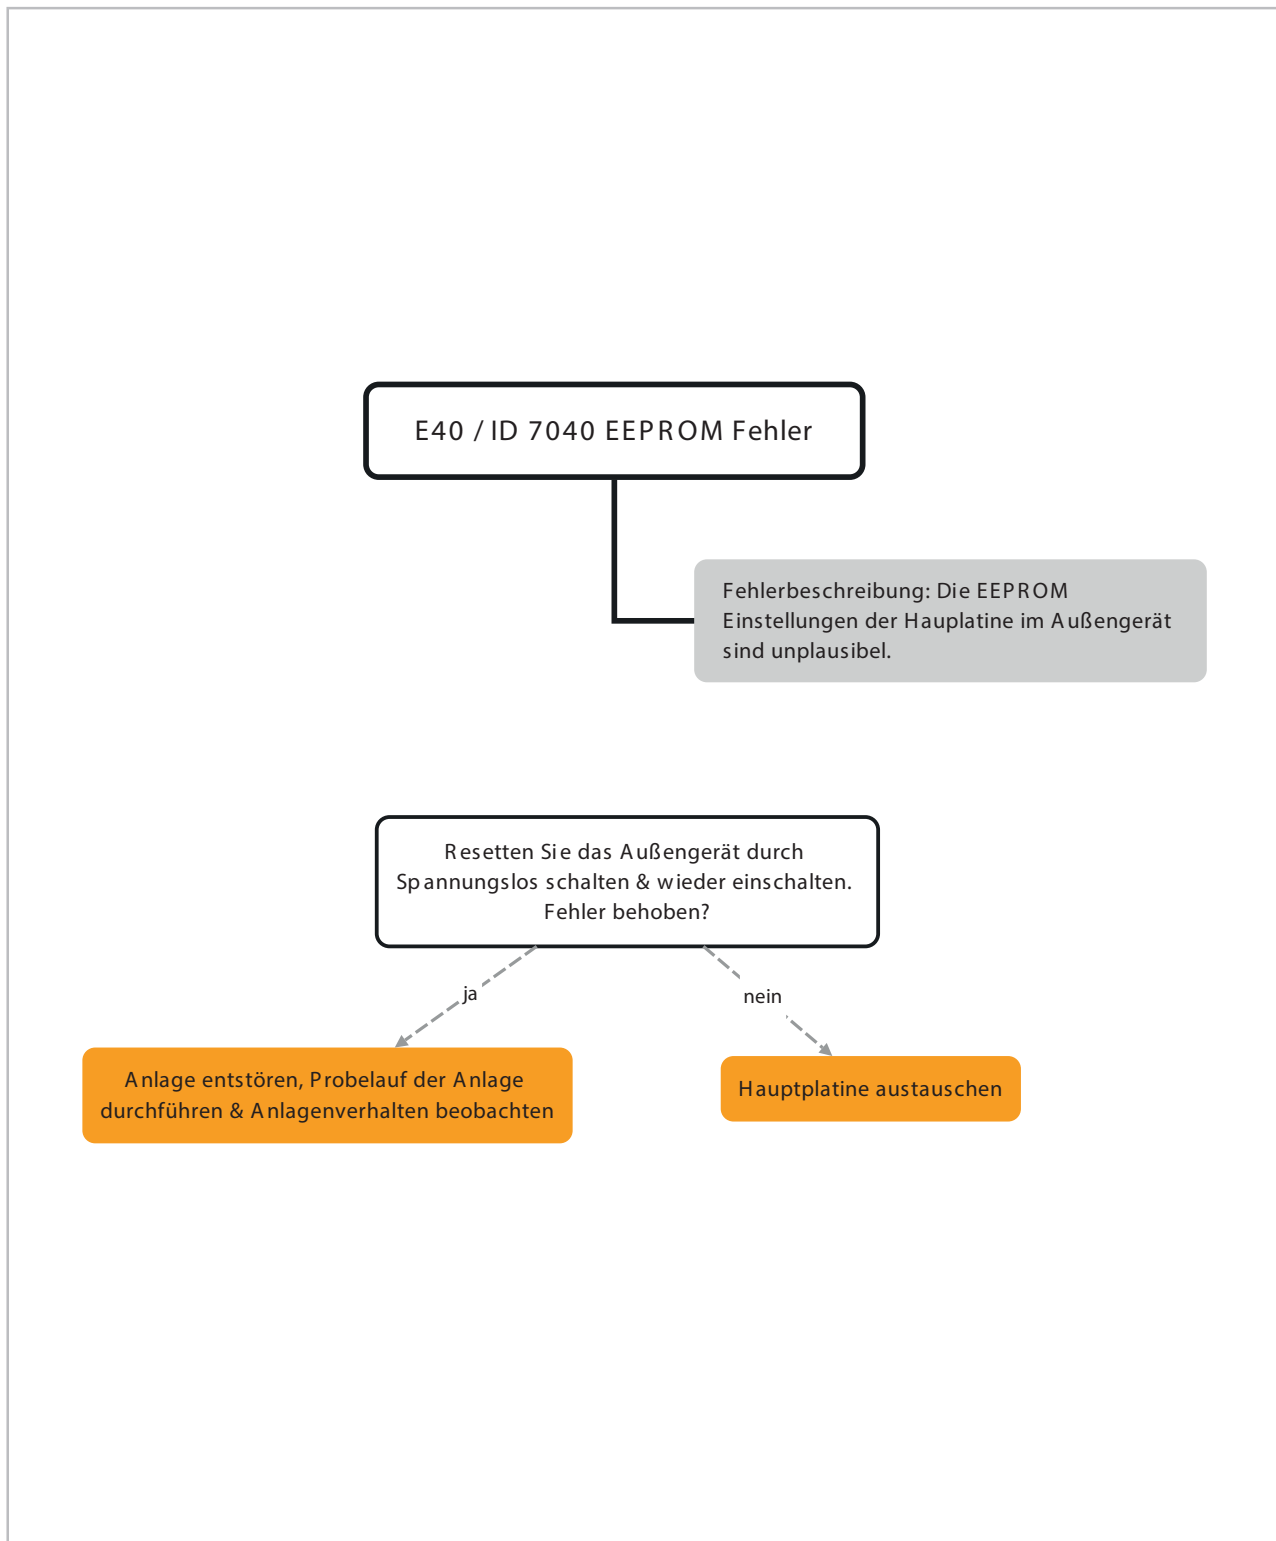 E40 / ID 7040 EEPROM Fehler
Fehlerbeschreibung: Die EEPROM
Einstellungen der Hauplatine im Außengerät
sind unplausibel.
Resetten Sie das Außengerät durch
Spannungslos schalten & wieder einschalten.
Fehler behoben?
ja
nein
Anlage entstören, Probelauf der Anlage
durchführen & Anlagenverhalten beobachten
Hauptplatine austauschen